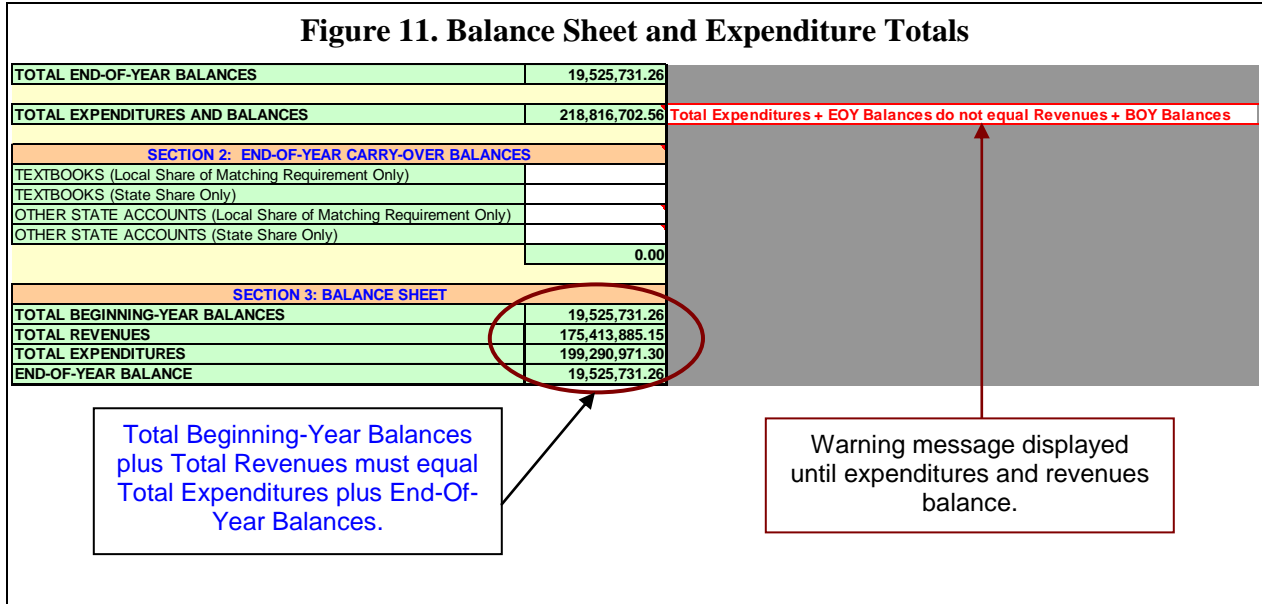 Figure 11. Balance Sheet and Expenditure Totals
TOTAL END-OF-YEAR BALANCES 19,525,731.26
TOTAL EXPENDITURES AND BALANCES 218,816,702.56 Total Expenditures + EOY Balances do not equal Revenues + BOY Balances
SECTION 2: END-OF-YEAR CARRY-OVER BALANCES
TEXTBOOKS (Local Share of Matching Requirement Only)
TEXTBOOKS (State Share Only)
OTHER STATE ACCOUNTS (Local Share of Matching Requirement Only)
OTHER STATE ACCOUNTS (State Share Only)
0.00
SECTION 3: BALANCE SHEET
TOTAL BEGINNING-YEAR BALANCES 19,525,731.26
TOTAL REVENUES 175,413,885.15
TOTAL EXPENDITURES 199,290,971.30
END-OF-YEAR BALANCE 19,525,731.26
Total Beginning-Year Balances
plus Total Revenues must equal
Total Expenditures plus End-Of-
Year Balances.
Warning message displayed
until expenditures and revenues
balance.